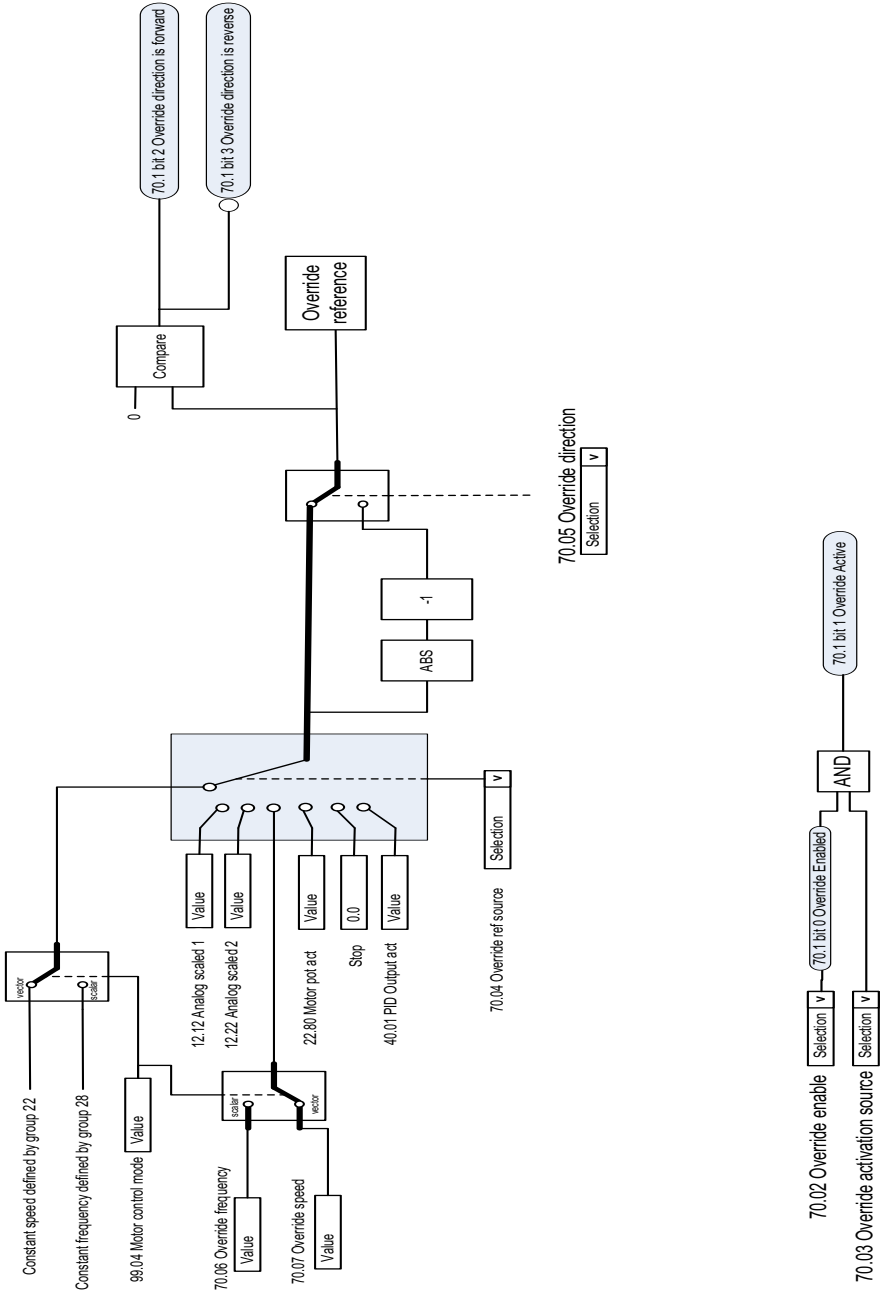 Constant speed defined by group 22
Constant frequency defined by group 28
99.04 Motor control mode
Value
vector
scalar
70.06 Override frequency
Value
70.07 Override speed
Value
scalar
vector
12.12 Analog scaled 1
Value
12.22 Analog scaled 2
Value
22.80 Motor pot act
Value
Stop
0.0
40.01 PID Output act
Value
70.04 Override ref source
Selection
v
ABS
-1
70.05 Override direction
Selection
v
0
Compare
Override
reference
70.1 bit 2 Override direction is forward
70.1 bit 3 Override direction is reverse
70.02 Override enable
Selection
v
70.1 bit 0 Override Enabled
70.03 Override activation source
Selection
v
AND
70.1 bit 1 Override Active